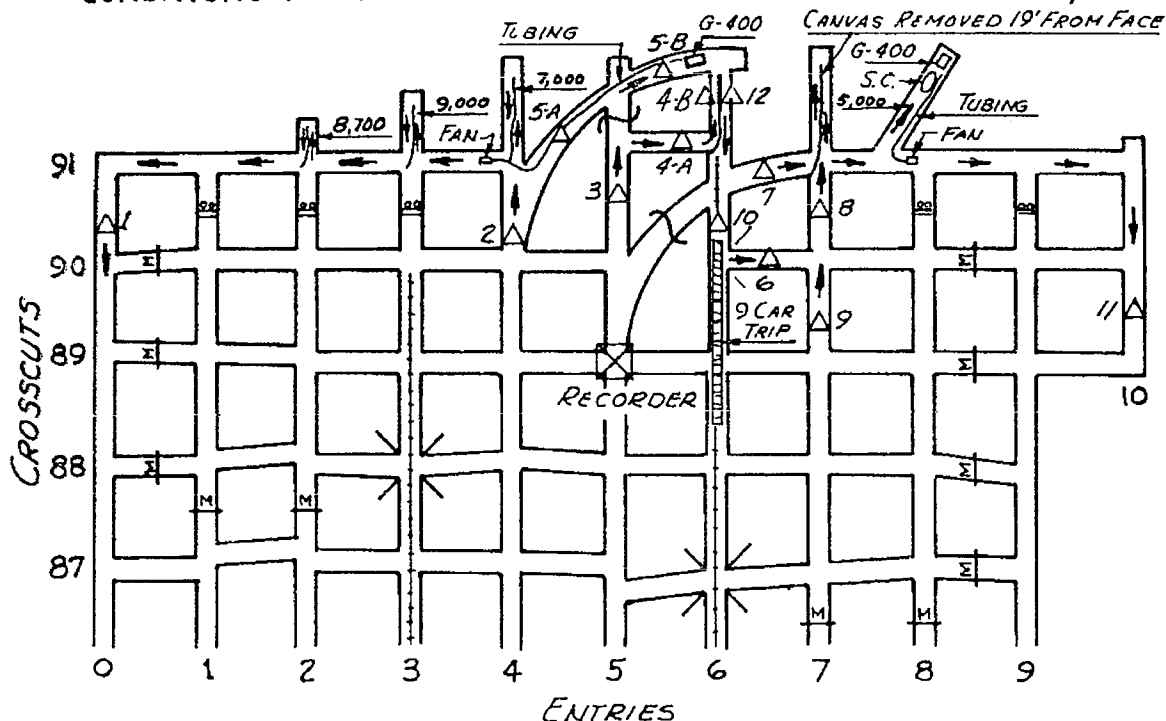 CANVAS REMOVED 19' FROM FACE
TUBING
5-B
G-400
G-400
S.C.
5,000
TUBING
FAN
7,000
5-A
4-B
12
9,000
FAN
8,700
91
4-A
3
7
1
2
10
8
90
M
M
6
9 CAR
TRIP
9
11
89
M
M
RECORDER
10
CROSSCUTS
88
M
M
M
M
87
M
M
M
0 1 2 3 4 5 6 7 8 9
ENTRIES